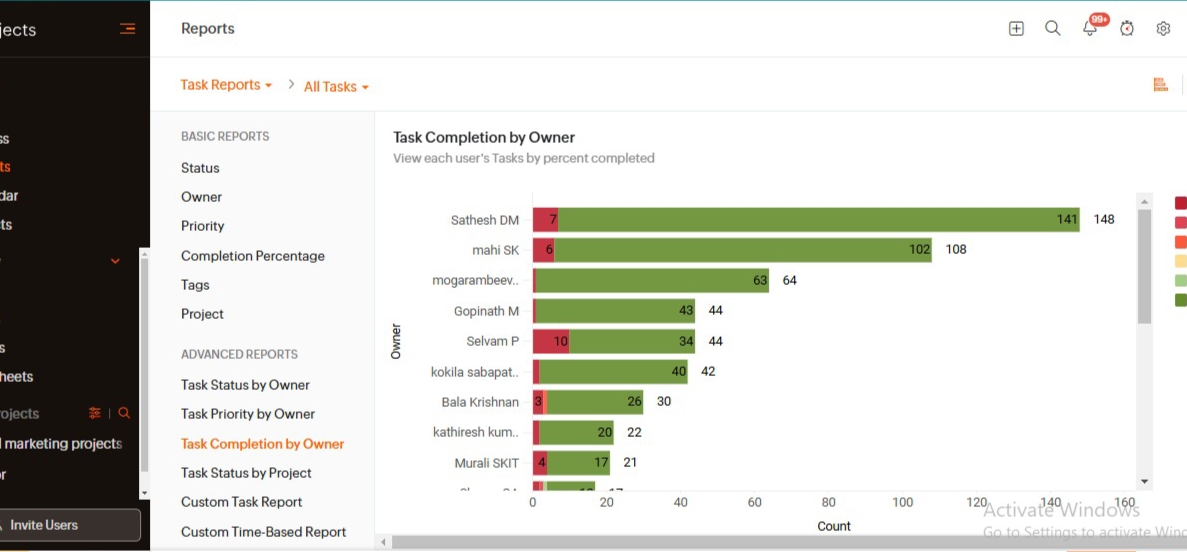 jects
Reports
99+
Task Reports
All Tasks
ss
ts
dar
ts
s
heets
ojects
l marketing projects
or
Invite Users
BASIC REPORTS
Status
Owner
Priority
Completion Percentage
Tags
Project
ADVANCED REPORTS
Task Status by Owner
Task Priority by Owner
Task Completion by Owner
Task Status by Project
Custom Task Report
Custom Time-Based Report
Task Completion by Owner
View each user's Tasks by percent completed
Owner
Sathesh DM 7 141 148
mahi SK 6 102 108
mogarambeev.. 63 64
Gopinath M 43 44
Selvam P 10 34 44
kokila sabapat.. 40 42
Bala Krishnan 3 26 30
kathiresh kum.. 20 22
Murali SKIT 4 17 21
0 20 40 60 80 100 120 140 160
Count
Activate Windows
Go to Settings to activate Winc